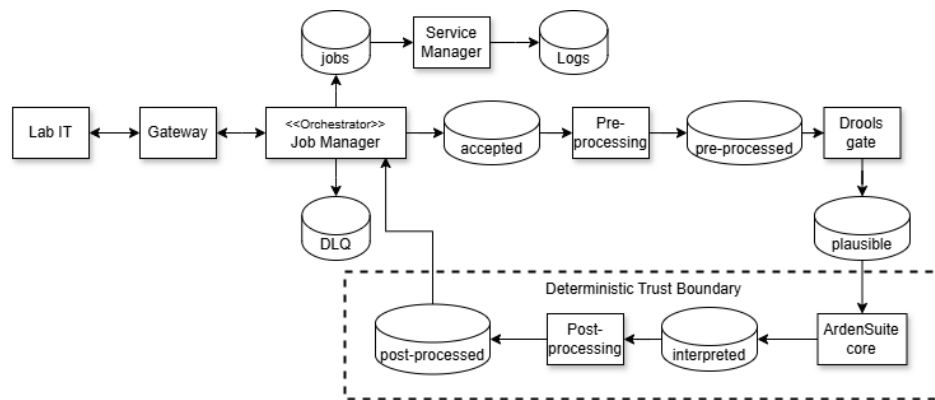 jobs
Service
Manager
Logs
Lab IT
Gateway
<<Orchestrator>>
Job Manager
accepted
Pre-
processing
pre-processed
Drools
gate
DLQ
plausible
Deterministic Trust Boundary
post-processed
Post-
processing
interpreted
ArdenSuite
core